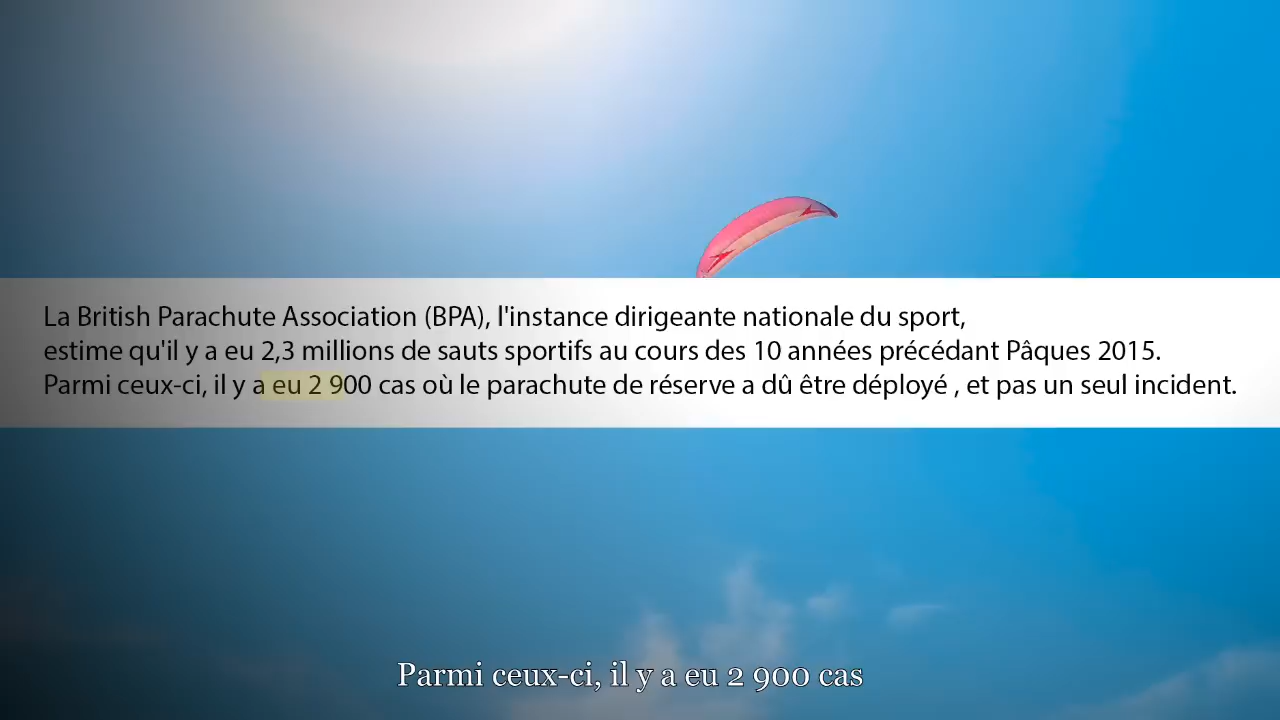 La British Parachute Association (BPA), l'instance dirigeante nationale du sport,
estime qu'il y a eu 2,3 millions de sauts sportifs au cours des 10 années précédant Pâques 2015.
Parmi ceux-ci, il y a eu 2 900 cas où le parachute de réserve a dû être déployé , et pas un seul incident.
Parmi ceux-ci, il y a eu 2 900 cas